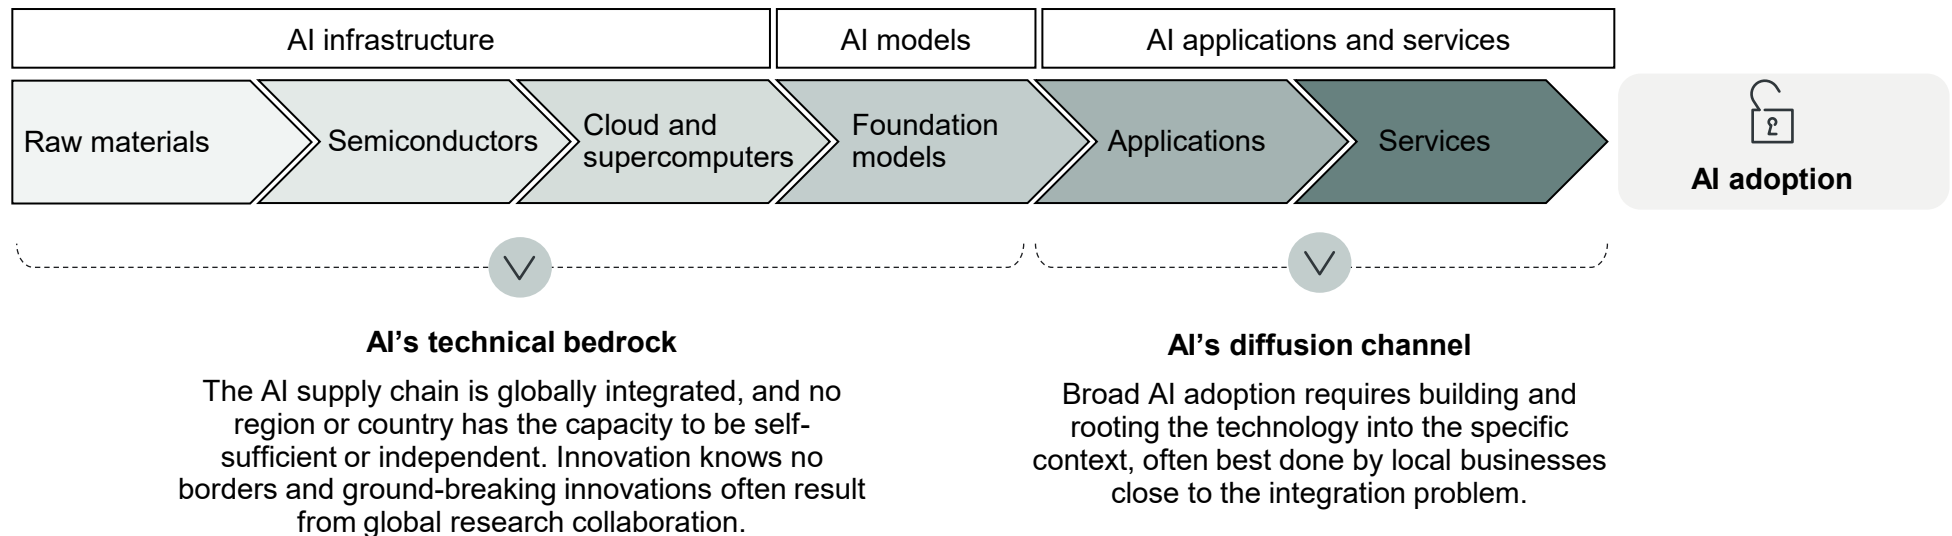 AI infrastructure
AI models
AI applications and services
Raw materials
Semiconductors
Cloud and
supercomputers
Foundation
models
Applications
Services
AI adoption
AI’s technical bedrock
The AI supply chain is globally integrated, and no
region or country has the capacity to be self-
sufficient or independent. Innovation knows no
borders and ground-breaking innovations often result
from global research collaboration.
AI’s diffusion channel
Broad AI adoption requires building and
rooting the technology into the specific
context, often best done by local businesses
close to the integration problem.